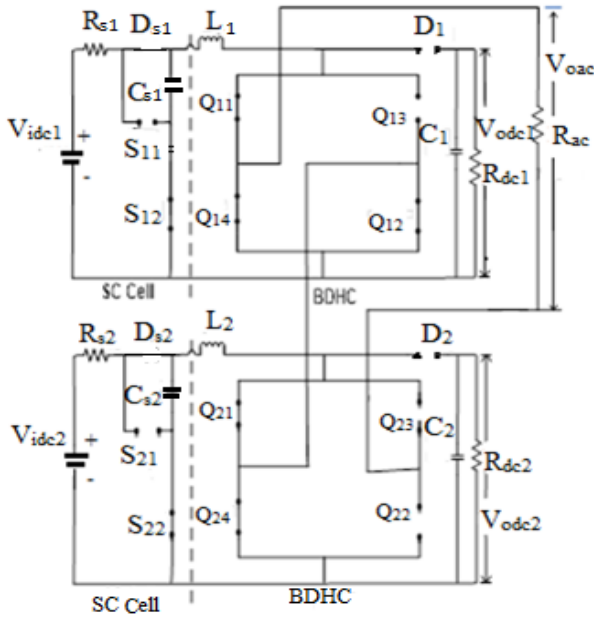 Rs1 Ds1 L1 D1
Voac
Cs1
Q11
Q13
Vidc1 + -
S11
C1 Vodc1 Rac
Rdc1
S12
Q14
Q12
SC Cell
BDHC
Rs2 Ds2 L2 D2
Cs2
Q21
Q23 C2
Vidc2 + -
S21
Rdc2
S22
Q24
Q22
Vodc2
SC Cell
BDHC